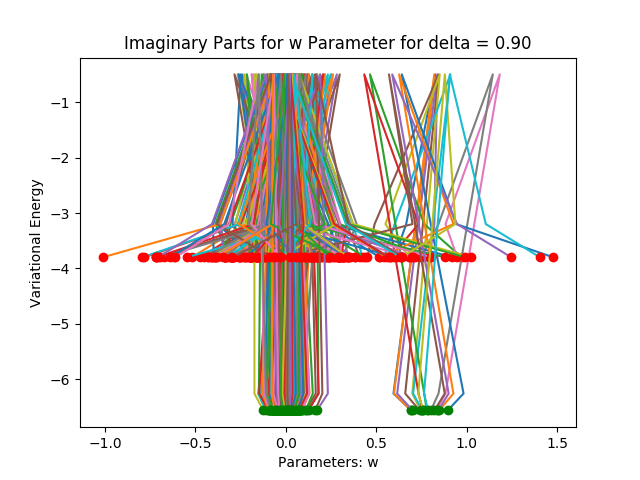 Imaginary Parts for w Parameter for delta = 0.90
−1
−2
−3
−4
−5
−6
Variational Energy
−1.0 −0.5 0.0 0.5 1.0 1.5
Parameters: w